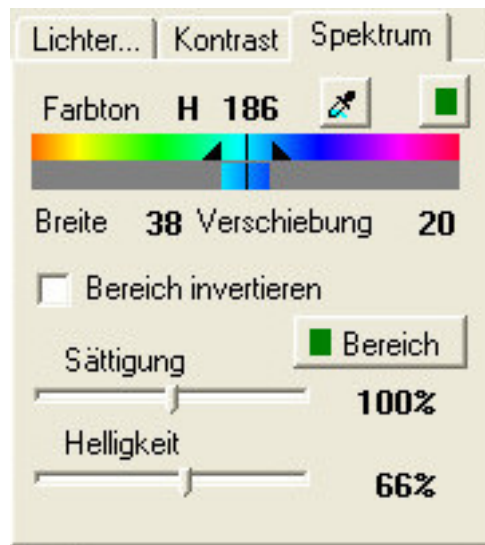 Lichter... Kontrast Spektrum
Farbton H 186
Breite 38 Verschiebung 20
Bereich invertieren
Bereich
Sättigung
100%
Helligkeit
66%